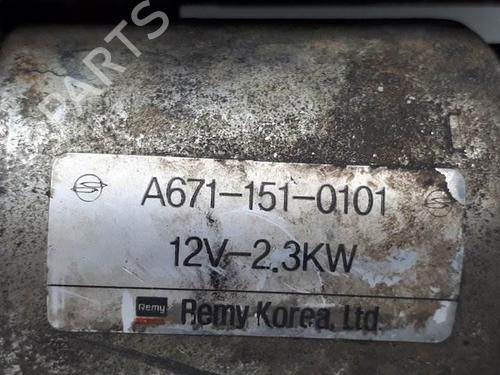 PARTS
A671-151-0101
12V-2.3KW
Remy Remy Korea, Ltd.